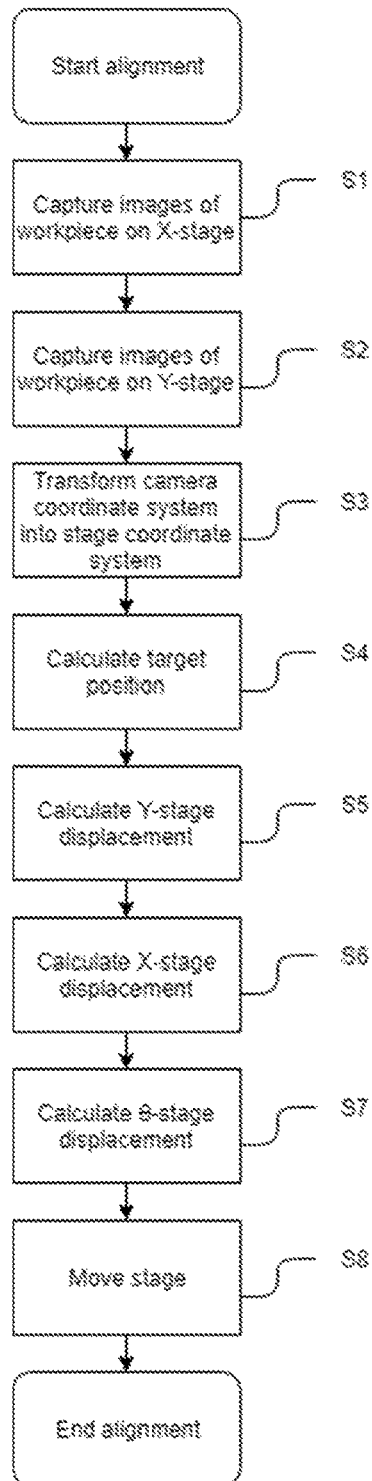 Start alignment
Capture images of
workpiece on X-stage
S1
Capture images of
workpiece on Y-stage
S2
Transform camera
coordinate system
into stage coordinate
system
S3
Calculate target
position
S4
Calculate Y-stage
displacement
S5
Calculate X-stage
displacement
S6
Calculate θ-stage
displacement
S7
Move stage
S8
End alignment